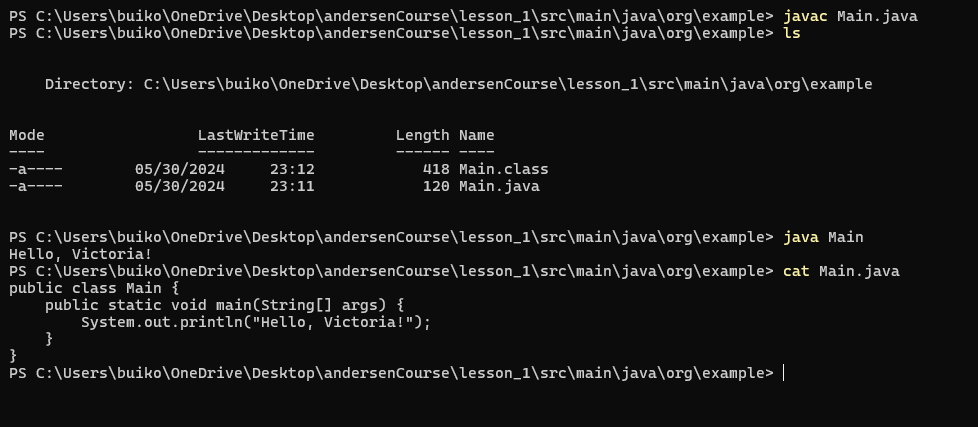 PS C:\Users\buiko\OneDrive\Desktop\andersenCourse\lesson_1\src\main\java\org\example> javac Main.java
PS C:\Users\buiko\OneDrive\Desktop\andersenCourse\lesson_1\src\main\java\org\example> ls
    Directory: C:\Users\buiko\OneDrive\Desktop\andersenCourse\lesson_1\src\main\java\org\example
Mode                 LastWriteTime         Length Name
----                 -------------         ------ ----
-a----        05/30/2024     23:12            418 Main.class
-a----        05/30/2024     23:11            120 Main.java
PS C:\Users\buiko\OneDrive\Desktop\andersenCourse\lesson_1\src\main\java\org\example> java Main
Hello, Victoria!
PS C:\Users\buiko\OneDrive\Desktop\andersenCourse\lesson_1\src\main\java\org\example> cat Main.java
public class Main {
    public static void main(String[] args) {
        System.out.println("Hello, Victoria!");
    }
}
PS C:\Users\buiko\OneDrive\Desktop\andersenCourse\lesson_1\src\main\java\org\example>